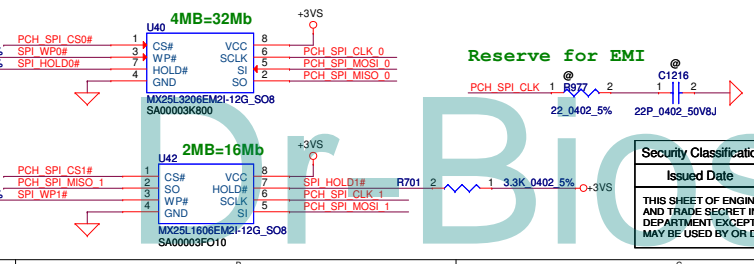 4MB=32Mb
+3VS
U40
PCH_SPI_CS0# 1 CS# VCC 8
SPI_WP0# 3 WP# SCLK 6 PCH_SPI_CLK_0
SPI_HOLD0# 7 HOLD# SI 5 PCH_SPI_MOSI_0
4 GND SO 2 PCH_SPI_MISO_0
MX25L3206EM2I-12G_SO8
SA00003K800
Reserve for EMI
@ @
R977 C1216
PCH_SPI_CLK 1 2 1 2
22_0402_5% 22P_0402_50V8J
2MB=16Mb
+3VS
U42
PCH_SPI_CS1# 1 CS# VCC 8
PCH_SPI_MISO_1 2 SO HOLD# 7 SPI_HOLD1# R701 2 1 3.3K_0402_5% +3VS
SPI_WP1# 3 WP# SCLK 6 PCH_SPI_CLK_1
4 GND SI 5 PCH_SPI_MOSI_1
MX25L1606EM2I-12G_SO8
SA00003FO10
Dr-Bios
Security Classificatio
Issued Date
THIS SHEET OF ENGIN
AND TRADE SECRET I
DEPARTMENT EXCEPT
MAY BE USED BY OR D